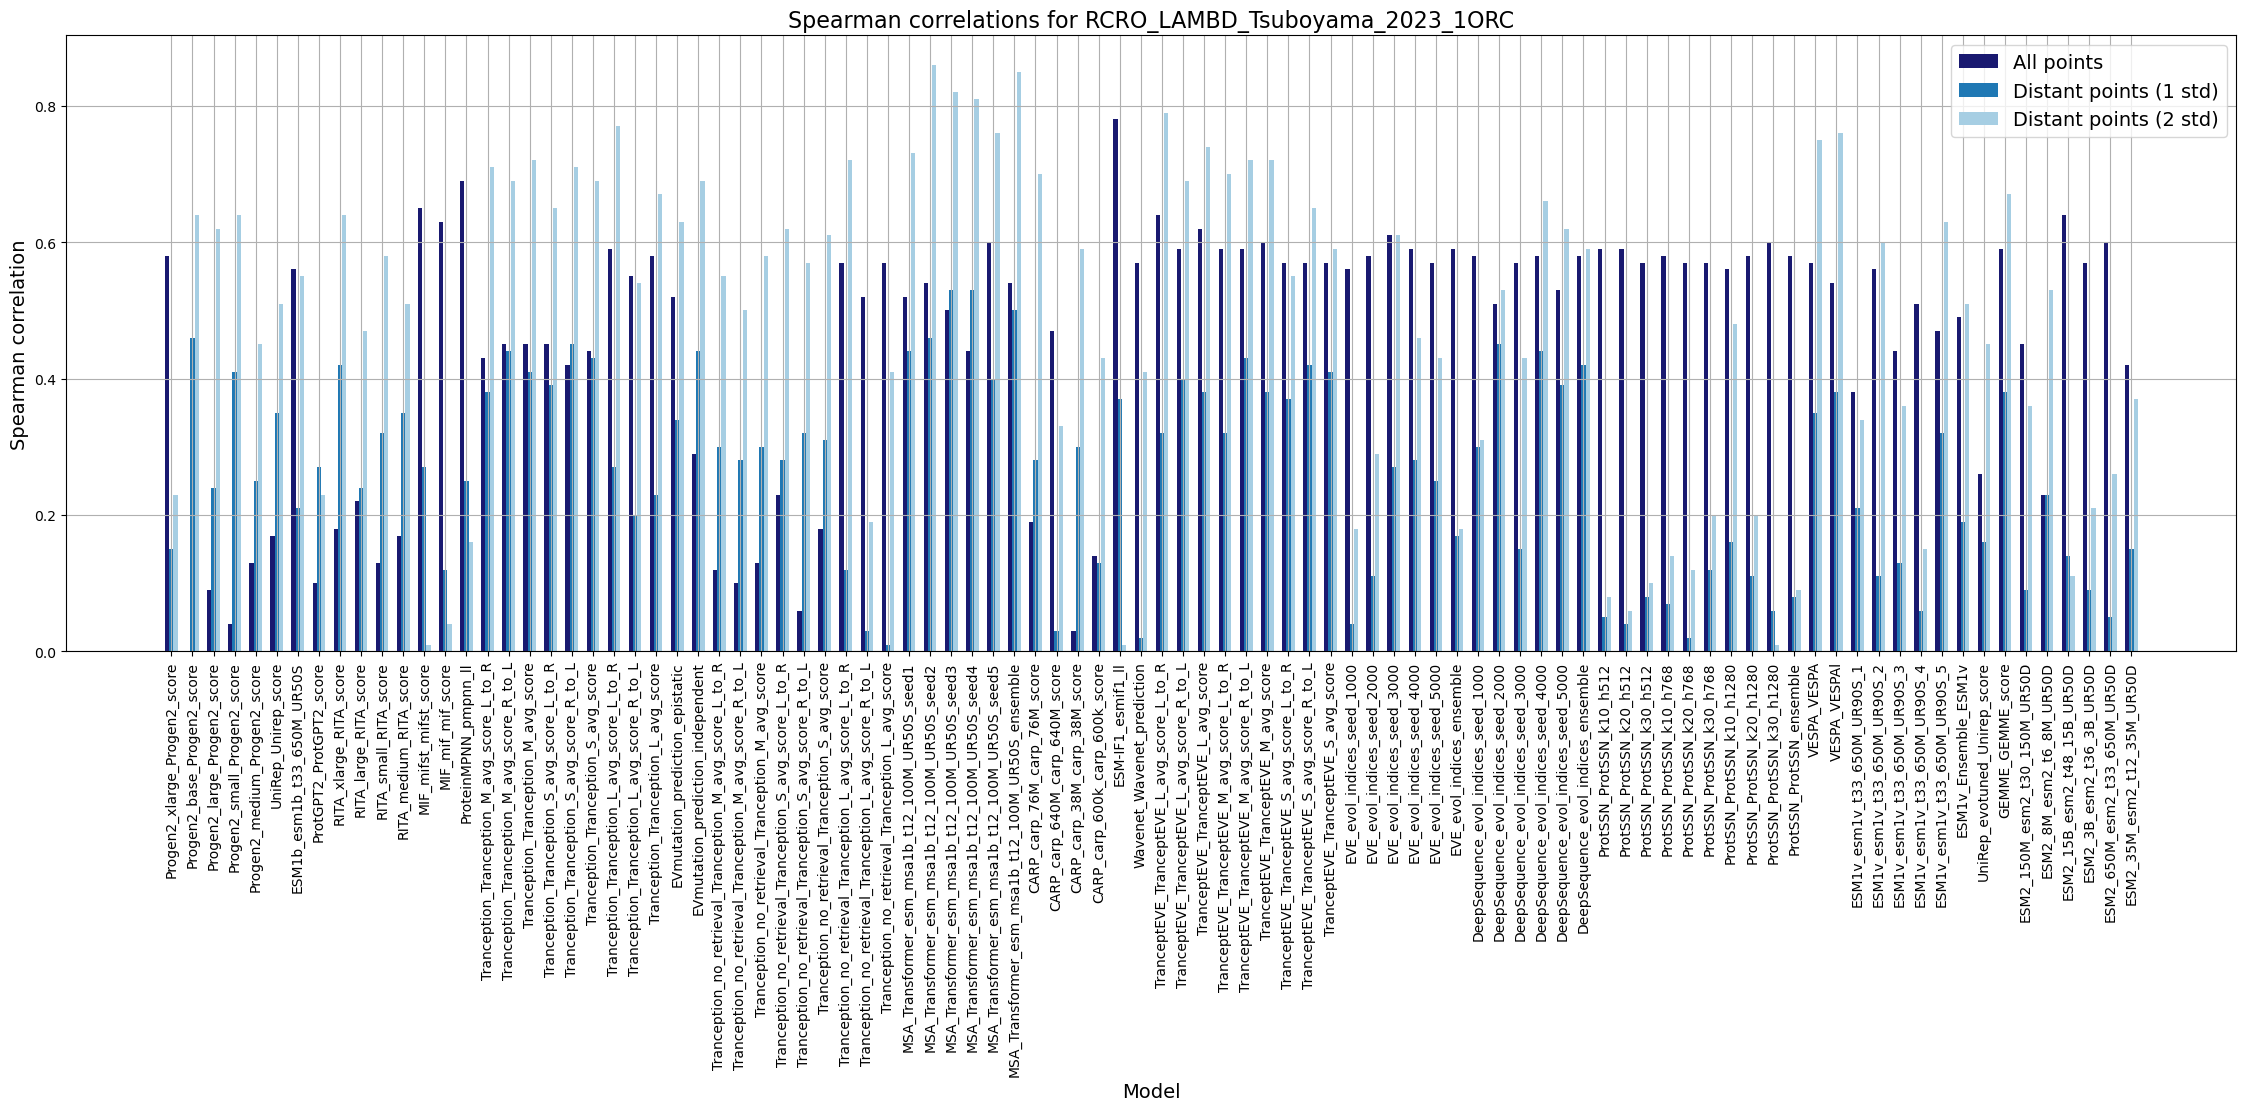 Spearman correlations for RCRO_LAMBD_Tsuboyama_2023_1ORC
All points
Distant points (1 std)
Distant points (2 std)
Spearman correlation
0.8
0.6
0.4
0.2
0.0
Progen2_xlarge_Progen2_score
Progen2_base_Progen2_score
Progen2_large_Progen2_score
Progen2_small_Progen2_score
Progen2_medium_Progen2_score
UniRep_Unirep_score
ESM1b_esm1b_t33_650M_UR50S
ProtGPT2_ProtGPT2_score
RITA_xlarge_RITA_score
RITA_large_RITA_score
RITA_small_RITA_score
RITA_medium_RITA_score
MIF_mifst_mifst_score
MIF_mif_mif_score
ProteinMPNN_pmpnn_ll
Tranception_Tranception_M_avg_score_L_to_R
Tranception_Tranception_M_avg_score_R_to_L
Tranception_Tranception_M_avg_score
Tranception_Tranception_S_avg_score_L_to_R
Tranception_Tranception_S_avg_score_R_to_L
Tranception_Tranception_S_avg_score
Tranception_Tranception_L_avg_score_L_to_R
Tranception_Tranception_L_avg_score_R_to_L
Tranception_Tranception_L_avg_score
EVmutation_prediction_epistatic
EVmutation_prediction_independent
Tranception_no_retrieval_Tranception_M_avg_score_L_to_R
Tranception_no_retrieval_Tranception_M_avg_score_R_to_L
Tranception_no_retrieval_Tranception_M_avg_score
Tranception_no_retrieval_Tranception_S_avg_score_L_to_R
Tranception_no_retrieval_Tranception_S_avg_score_R_to_L
Tranception_no_retrieval_Tranception_S_avg_score
Tranception_no_retrieval_Tranception_L_avg_score_L_to_R
Tranception_no_retrieval_Tranception_L_avg_score_R_to_L
Tranception_no_retrieval_Tranception_L_avg_score
MSA_Transformer_esm_msa1b_t12_100M_UR50S_seed1
MSA_Transformer_esm_msa1b_t12_100M_UR50S_seed2
MSA_Transformer_esm_msa1b_t12_100M_UR50S_seed3
MSA_Transformer_esm_msa1b_t12_100M_UR50S_seed4
MSA_Transformer_esm_msa1b_t12_100M_UR50S_seed5
MSA_Transformer_esm_msa1b_t12_100M_UR50S_ensemble
CARP_carp_76M_carp_76M_score
CARP_carp_640M_carp_640M_score
CARP_carp_38M_carp_38M_score
CARP_carp_600k_carp_600k_score
ESM-IF1_esmif1_ll
Wavenet_Wavenet_prediction
TranceptEVE_TranceptEVE_L_avg_score_L_to_R
TranceptEVE_TranceptEVE_L_avg_score_R_to_L
TranceptEVE_TranceptEVE_L_avg_score
TranceptEVE_TranceptEVE_M_avg_score_L_to_R
TranceptEVE_TranceptEVE_M_avg_score_R_to_L
TranceptEVE_TranceptEVE_M_avg_score
TranceptEVE_TranceptEVE_S_avg_score_L_to_R
TranceptEVE_TranceptEVE_S_avg_score_R_to_L
TranceptEVE_TranceptEVE_S_avg_score
EVE_evol_indices_seed_1000
EVE_evol_indices_seed_2000
EVE_evol_indices_seed_3000
EVE_evol_indices_seed_4000
EVE_evol_indices_seed_5000
EVE_evol_indices_ensemble
DeepSequence_evol_indices_seed_1000
DeepSequence_evol_indices_seed_2000
DeepSequence_evol_indices_seed_3000
DeepSequence_evol_indices_seed_4000
DeepSequence_evol_indices_seed_5000
DeepSequence_evol_indices_ensemble
ProtSSN_ProtSSN_k10_h512
ProtSSN_ProtSSN_k20_h512
ProtSSN_ProtSSN_k30_h512
ProtSSN_ProtSSN_k10_h768
ProtSSN_ProtSSN_k20_h768
ProtSSN_ProtSSN_k30_h768
ProtSSN_ProtSSN_k10_h1280
ProtSSN_ProtSSN_k20_h1280
ProtSSN_ProtSSN_k30_h1280
ProtSSN_ProtSSN_ensemble
VESPA_VESPA
VESPA_VESPAl
ESM1v_esm1v_t33_650M_UR90S_1
ESM1v_esm1v_t33_650M_UR90S_2
ESM1v_esm1v_t33_650M_UR90S_3
ESM1v_esm1v_t33_650M_UR90S_4
ESM1v_esm1v_t33_650M_UR90S_5
ESM1v_Ensemble_ESM1v
UniRep_evotuned_Unirep_score
GEMME_GEMME_score
ESM2_150M_esm2_t30_150M_UR50D
ESM2_8M_esm2_t6_8M_UR50D
ESM2_15B_esm2_t48_15B_UR50D
ESM2_3B_esm2_t36_3B_UR50D
ESM2_650M_esm2_t33_650M_UR50D
ESM2_35M_esm2_t12_35M_UR50D
Model